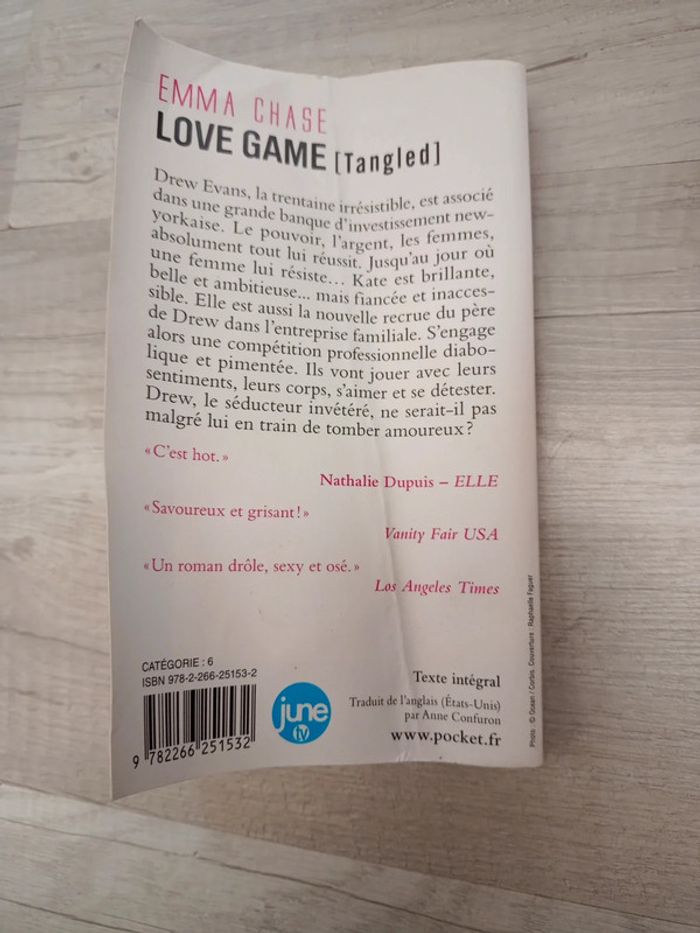 EMMA CHASE
LOVE GAME [Tangled]
Drew Evans, la trentaine irrésistible, est associé
dans une grande banque d'investissement new-
yorkaise. Le pouvoir, l'argent, les femmes,
absolument tout lui réussit. Jusqu'au jour où
une femme lui résiste... Kate est brillante,
belle et ambitieuse... mais fiancée et inacces-
sible. Elle est aussi la nouvelle recrue du père
de Drew dans l'entreprise familiale. S'engage
alors une compétition professionnelle diabo-
lique et pimentée. Ils vont jouer avec leurs
sentiments, leurs corps, s'aimer et se détester.
Drew, le séducteur invétéré, ne serait-il pas
malgré lui en train de tomber amoureux ?
« C'est hot. »
Nathalie Dupuis – ELLE
« Savoureux et grisant ! »
Vanity Fair USA
« Un roman drôle, sexy et osé. »
Los Angeles Times
CATÉGORIE : 6
ISBN 978-2-266-25153-2
9 782266 251532
june
tv
Texte intégral
Traduit de l'anglais (États-Unis)
par Anne Confuron
www.pocket.fr
Photo : © Ocean / Corbis. Couverture : Raphaelle Faguer